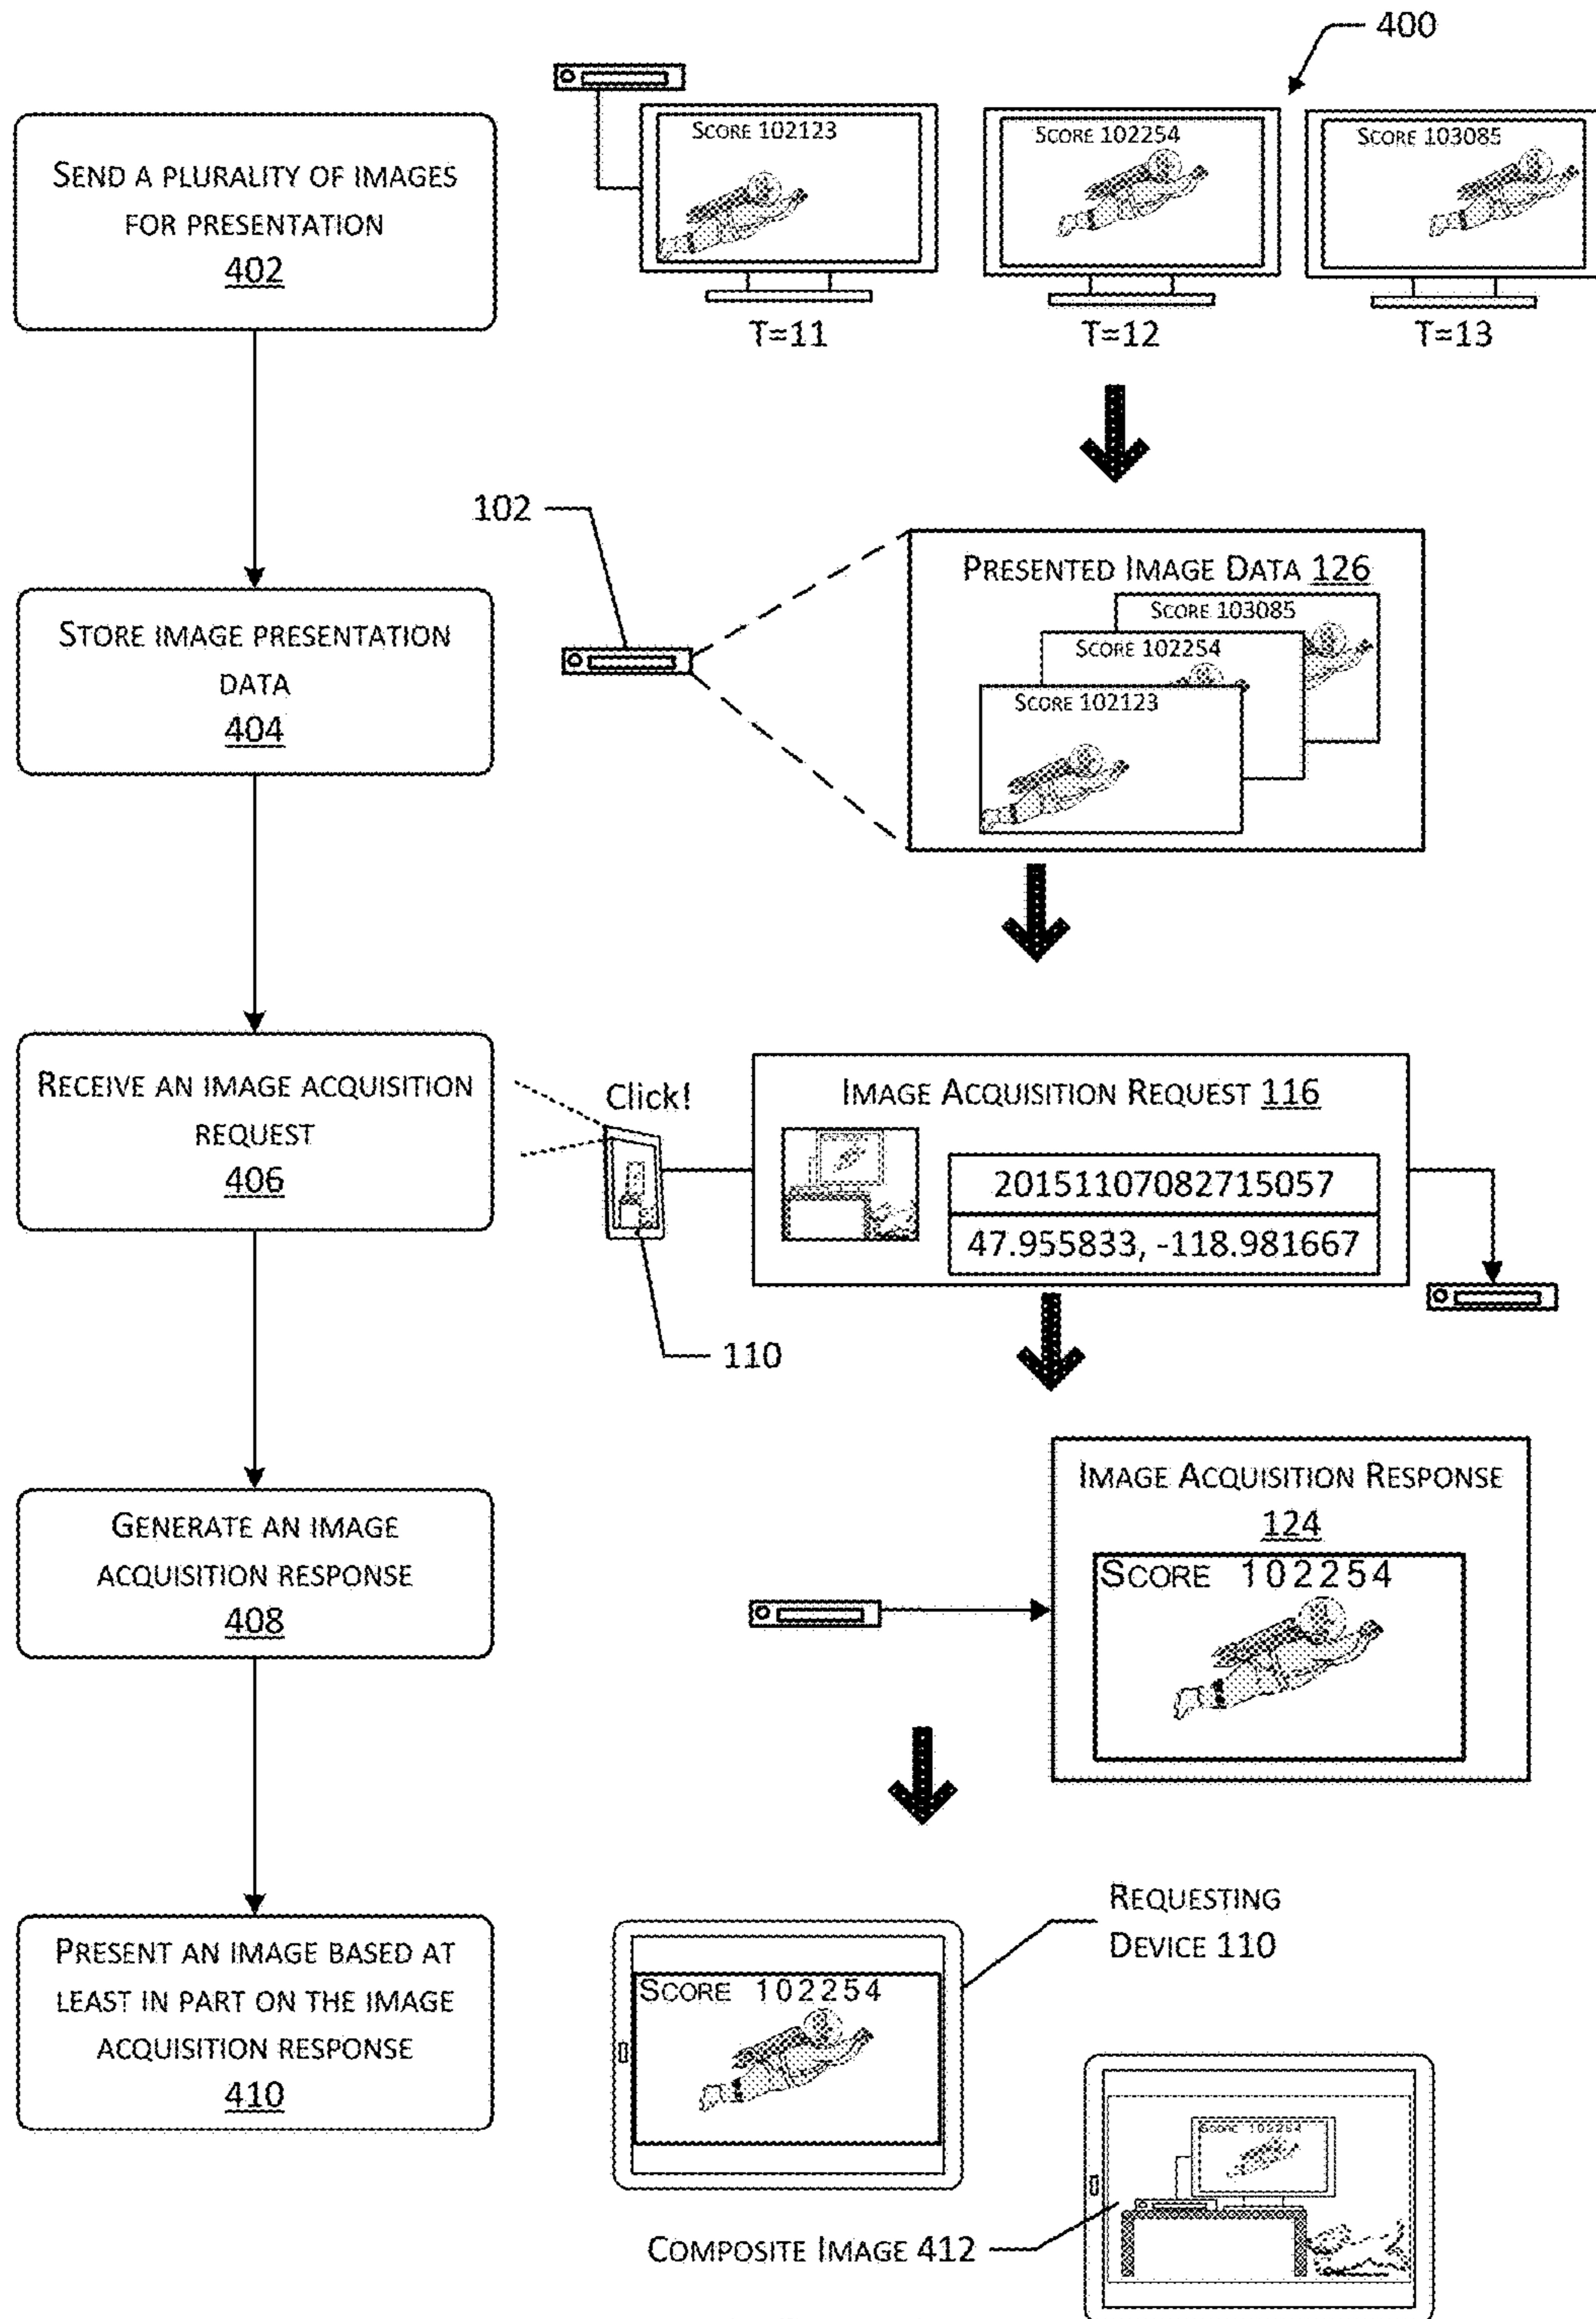 400
SCORE 102123
SCORE 102254
SCORE 103085
SEND A PLURALITY OF IMAGES
FOR PRESENTATION
402
T=11
T=12
T=13
102
PRESENTED IMAGE DATA 126
SCORE 103085
SCORE 102254
SCORE 102123
STORE IMAGE PRESENTATION
DATA
404
RECEIVE AN IMAGE ACQUISITION
REQUEST
406
Click!
IMAGE ACQUISITION REQUEST 116
20151107082715057
47.955833, -118.981667
110
GENERATE AN IMAGE
ACQUISITION RESPONSE
408
IMAGE ACQUISITION RESPONSE
124
SCORE 102254
PRESENT AN IMAGE BASED AT
LEAST IN PART ON THE IMAGE
ACQUISITION RESPONSE
410
REQUESTING
DEVICE 110
SCORE 102254
SCORE 102254
COMPOSITE IMAGE 412